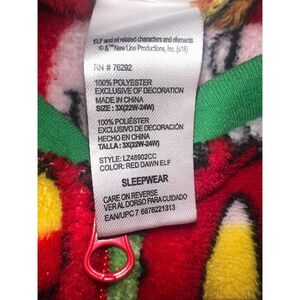 ELF and all related characters and elements
© &™ New Line Productions, Inc. (s18)
RN # 76292
100% POLYESTER
EXCLUSIVE OF DECORATION
MADE IN CHINA
SIZE : 3X(22W-24W)
100% POLIÉSTER
EXCLUSIVO DE DECORACIÓN
HECHO EN CHINA
TALLA : 3X(22W-24W)
STYLE: LZ48902CC
COLOR: RED DAWN ELF
SLEEPWEAR
CARE ON REVERSE
VER AL DORSO PARA CUIDADO
EAN/UPC 7 6876221313